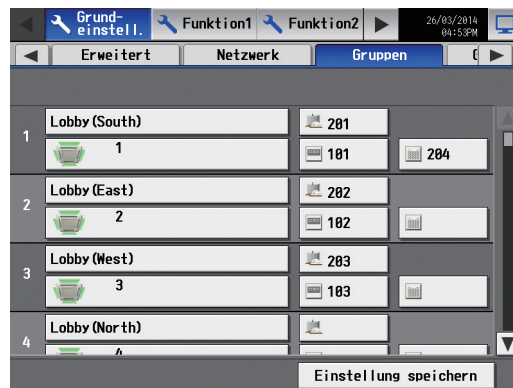 Grund-
einstell. Funktion1 Funktion2 26/03/2014
04:53PM
Erweitert Netzwerk Gruppen
1 Lobby(South) 201
1 101 204
2 Lobby(East) 202
2 102
3 Lobby(West) 203
3 103
4 Lobby(North)
Einstellung speichern